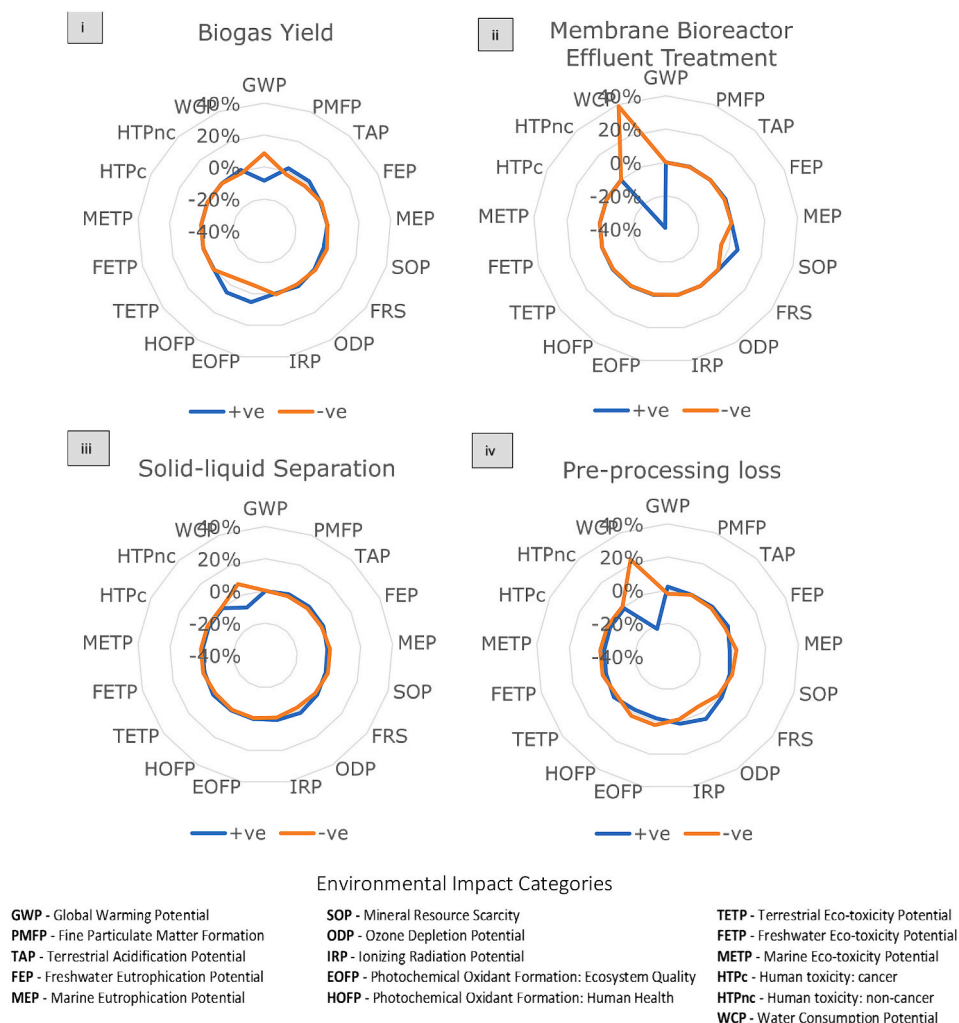 i
Biogas Yield
GWP
PMFP
TAP
FEP
MEP
SOP
FRS
ODP
IRP
EOFP
HOFP
TETP
FETP
METP
HTPc
HTPnc
WCP
40%
20%
0%
-20%
-40%
+ve
-ve
ii
Membrane Bioreactor
Effluent Treatment
GWP
PMFP
TAP
FEP
MEP
SOP
FRS
ODP
IRP
EOFP
HOFP
TETP
FETP
METP
HTPc
HTPnc
WCP
40%
20%
0%
-20%
-40%
+ve
-ve
iii
Solid-liquid Separation
GWP
PMFP
TAP
FEP
MEP
SOP
FRS
ODP
IRP
EOFP
HOFP
TETP
FETP
METP
HTPc
HTPnc
WCP
40%
20%
0%
-20%
-40%
+ve
-ve
iv
Pre-processing loss
GWP
PMFP
TAP
FEP
MEP
SOP
FRS
ODP
IRP
EOFP
HOFP
TETP
FETP
METP
HTPc
HTPnc
WCP
40%
20%
0%
-20%
-40%
+ve
-ve
Environmental Impact Categories
GWP - Global Warming Potential
PMFP - Fine Particulate Matter Formation
TAP - Terrestrial Acidification Potential
FEP - Freshwater Eutrophication Potential
MEP - Marine Eutrophication Potential
SOP - Mineral Resource Scarcity
ODP - Ozone Depletion Potential
IRP - Ionizing Radiation Potential
EOFP - Photochemical Oxidant Formation: Ecosystem Quality
HOFP - Photochemical Oxidant Formation: Human Health
TETP - Terrestrial Eco-toxicity Potential
FETP - Freshwater Eco-toxicity Potential
METP - Marine Eco-toxicity Potential
HTPc - Human toxicity: cancer
HTPnc - Human toxicity: non-cancer
WCP - Water Consumption Potential